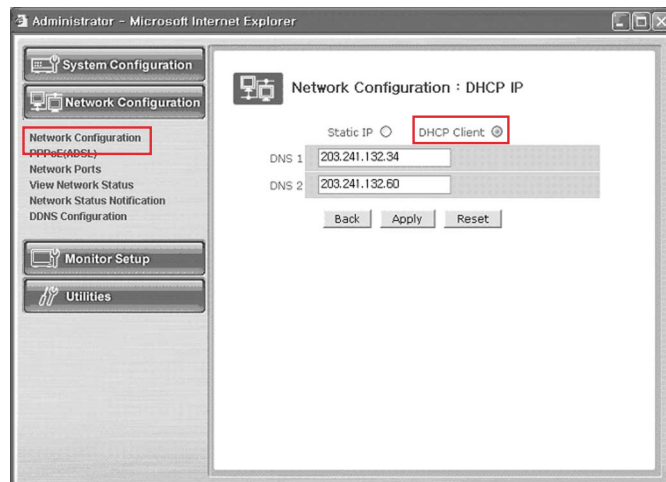 Administrator - Microsoft Internet Explorer
System Configuration
Network Configuration
Network Configuration
PPPoE(ADSL)
Network Ports
View Network Status
Network Status Notification
DDNS Configuration
Monitor Setup
Utilities
Network Configuration : DHCP IP
Static IP DHCP Client
DNS 1 203.241.132.34
DNS 2 203.241.132.60
Back Apply Reset